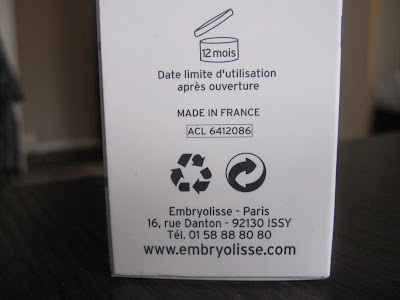 12 mois
Date limite d'utilisation
après ouverture
MADE IN FRANCE
ACL 6412086
Embryolisse - Paris
16, rue Danton - 92130 ISSY
Tél. 01 58 88 80 80
www.embryolisse.com